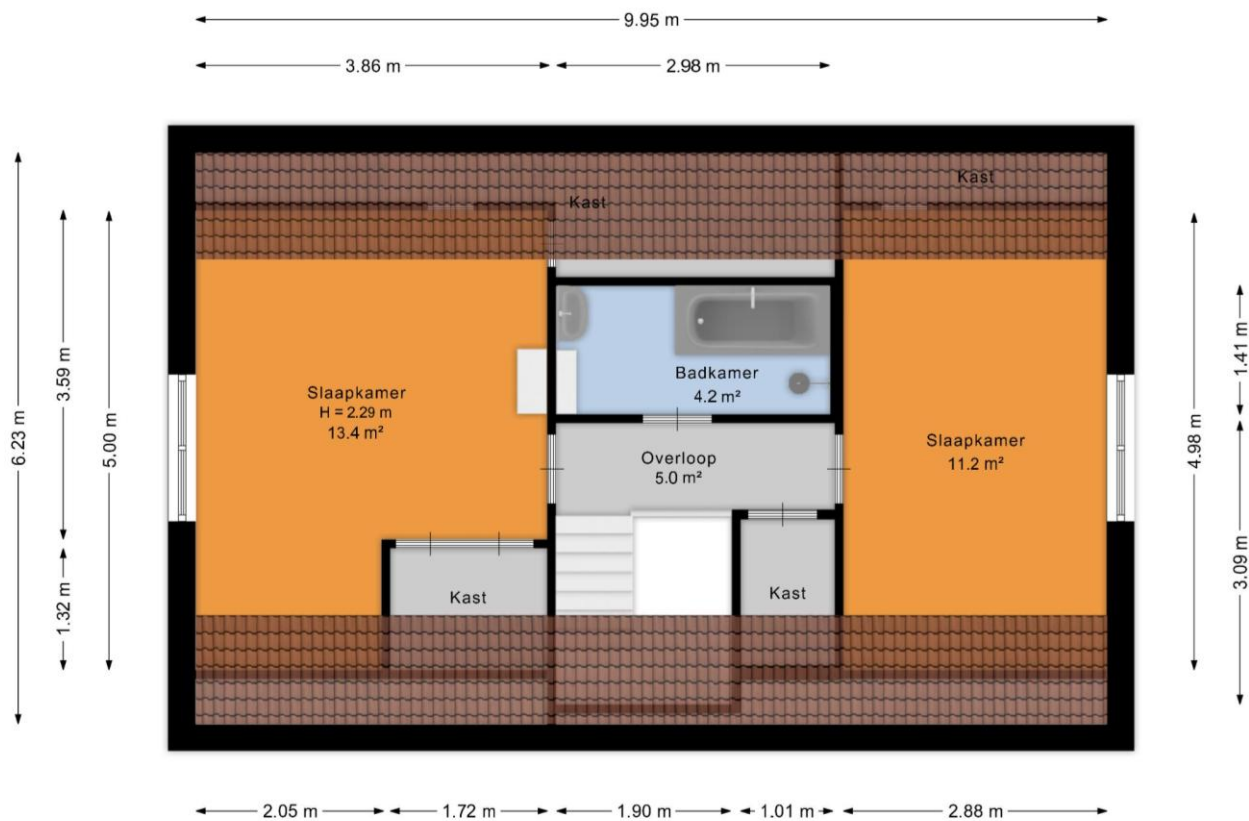 9.95 m
3.86 m
2.98 m
Kast
Kast
6.23 m
3.59 m
5.00 m
1.32 m
Slaapkamer
H = 2.29 m
13.4 m²
Badkamer
4.2 m²
Overloop
5.0 m²
Slaapkamer
11.2 m²
Kast
Kast
4.98 m
1.41 m
3.09 m
2.05 m
1.72 m
1.90 m
1.01 m
2.88 m